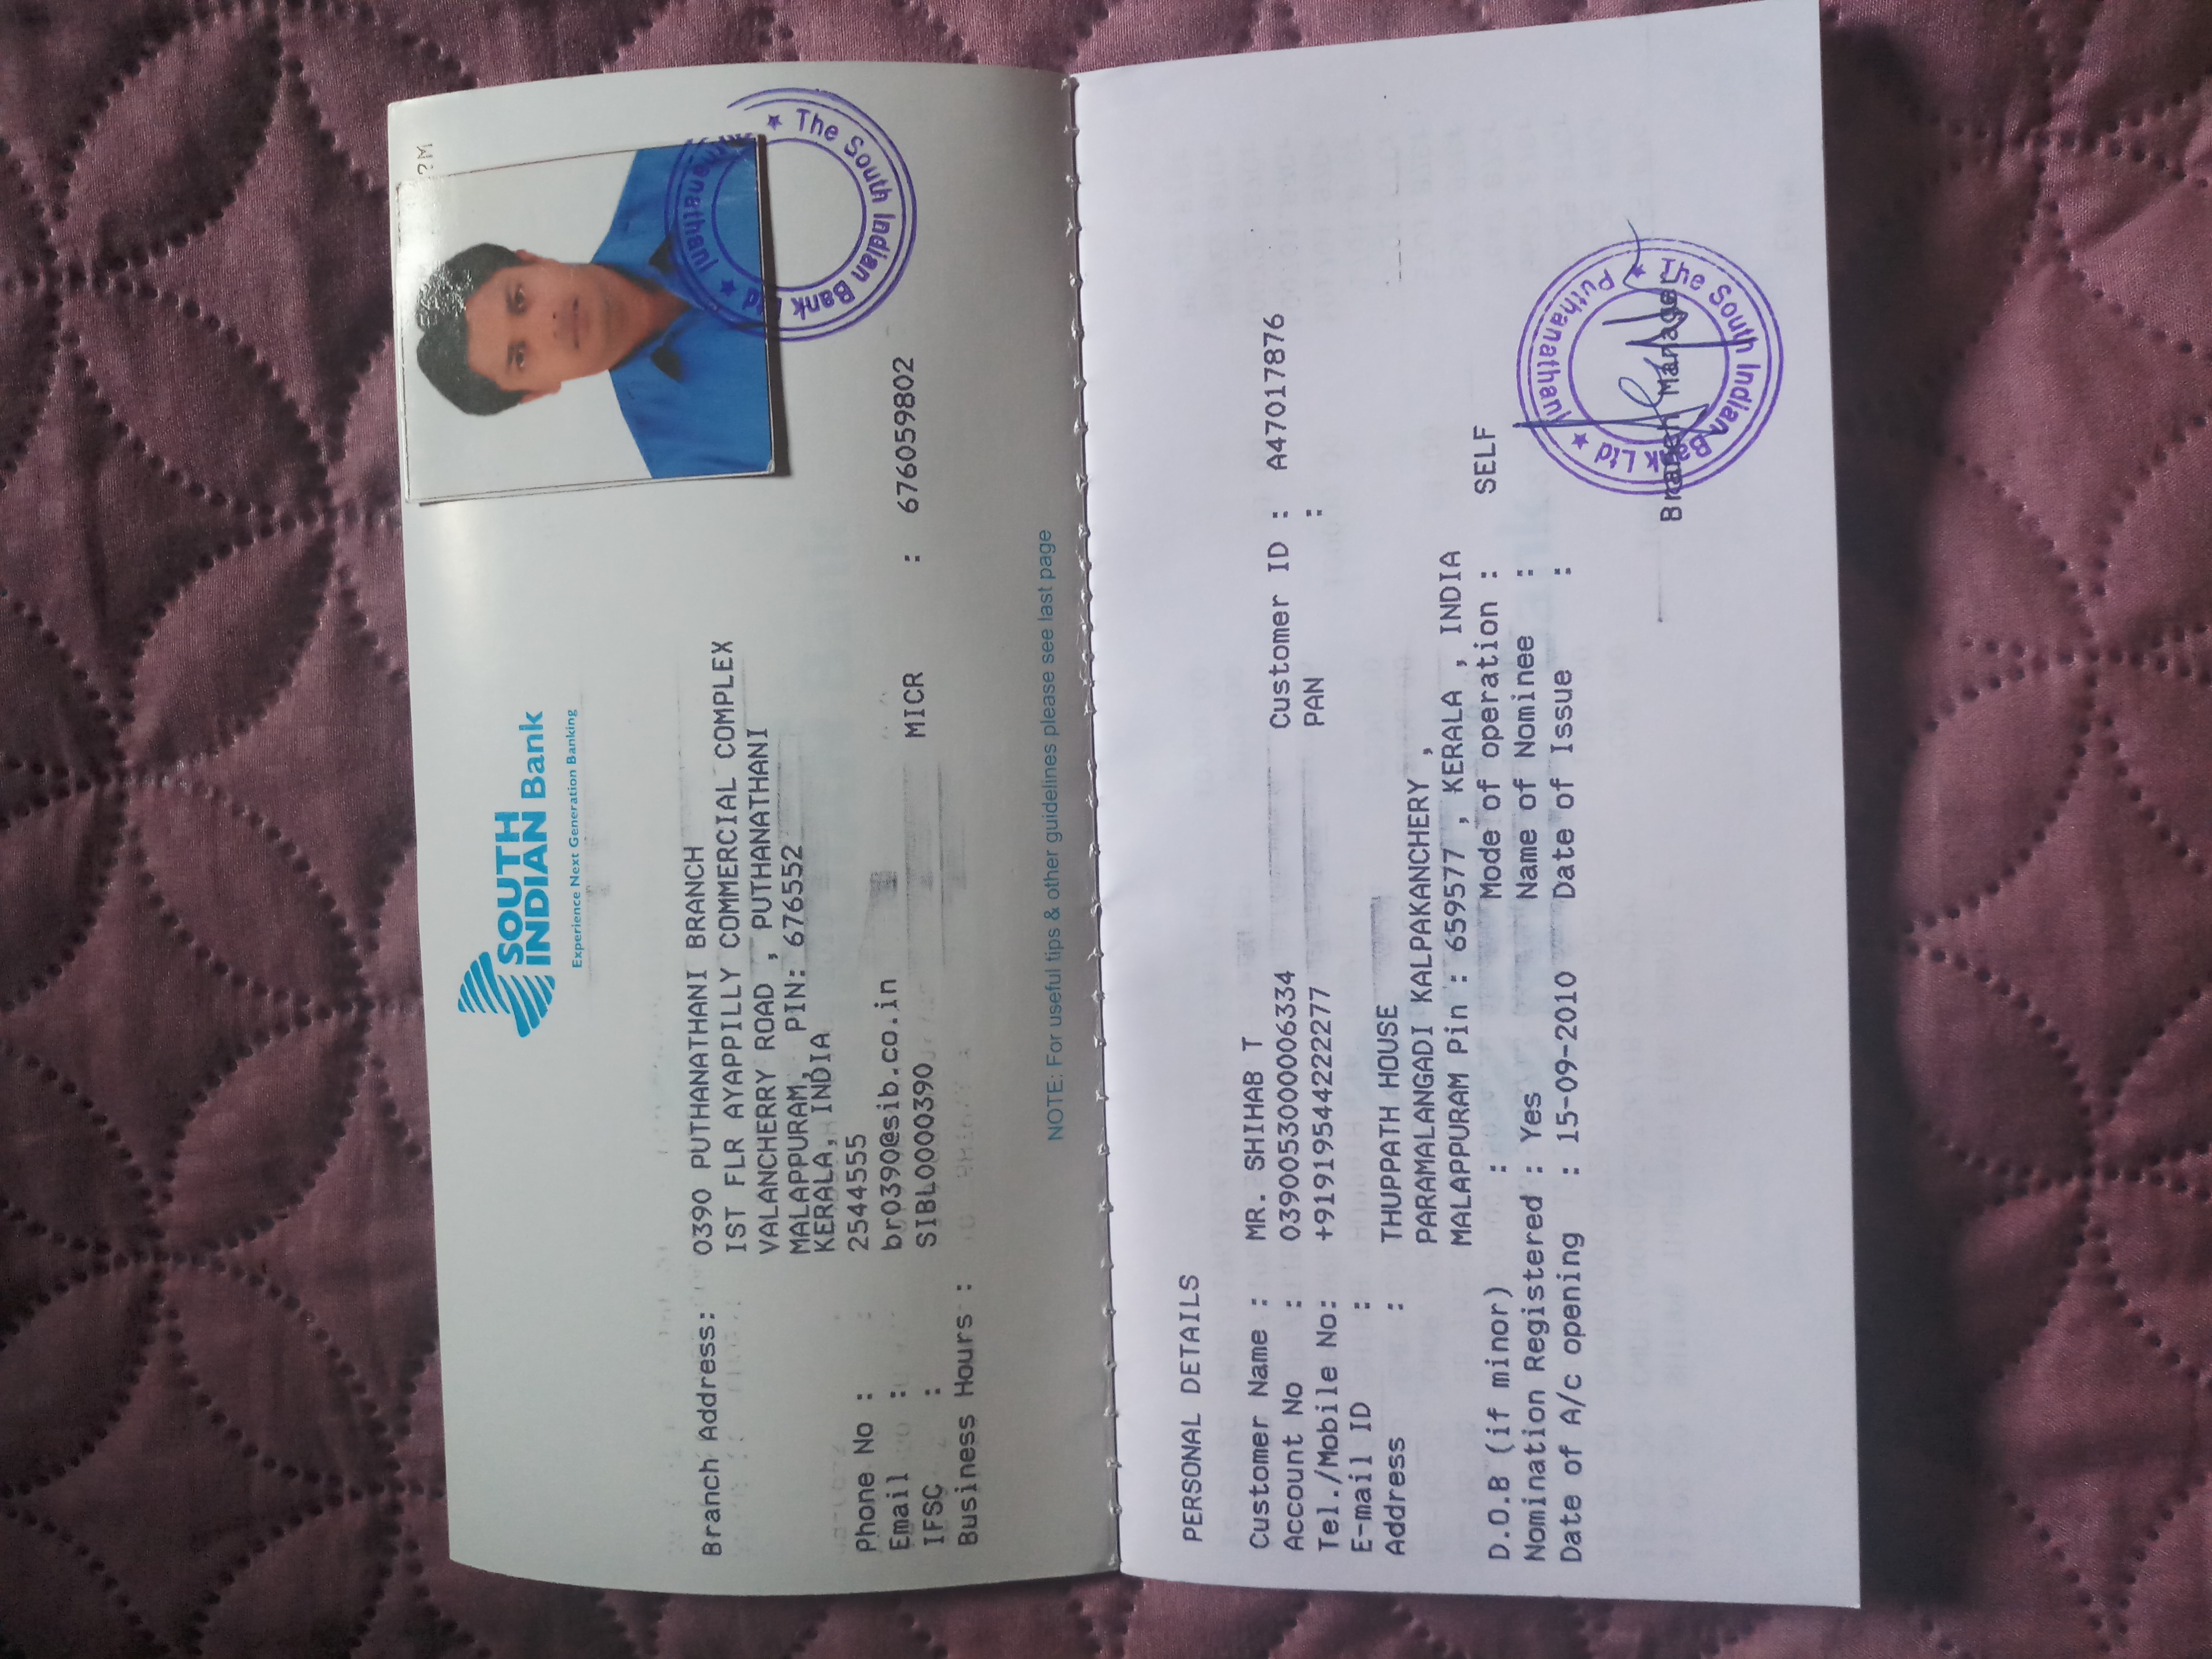 SOUTH
INDIAN Bank
Experience Next Generation Banking
?M
Branch Address: 0390 PUTHANATHANI BRANCH
IST FLR AYAPPILLY COMMERCIAL COMPLEX
VALANCHERRY ROAD , PUTHANATHANI
MALAPPURAM, PIN: 676552
KERALA, INDIA
Phone No : 2544555
Email : br0390@sib.co.in
IFSC : SIBL0000390 MICR : 676059802
Business Hours :
★ The South Indian Bank Ltd ★ Puthanathani
NOTE: For useful tips & other guidelines please see last page
PERSONAL DETAILS
Customer Name : MR. SHIHAB T
Account No : 0390053000006334 Customer ID : A47017876
Tel./Mobile No: +91919544222277 PAN :
E-mail ID :
Address : THUPPATH HOUSE
PARAMALANGADI KALPAKANCHERY ,
MALAPPURAM Pin : 659577 , KERALA , INDIA
D.O.B (if minor) : Mode of operation : SELF
Nomination Registered : Yes Name of Nominee :
Date of A/c opening : 15-09-2010 Date of Issue :
Branch Manager
★ The South Indian Bank Ltd ★ Puthanathani